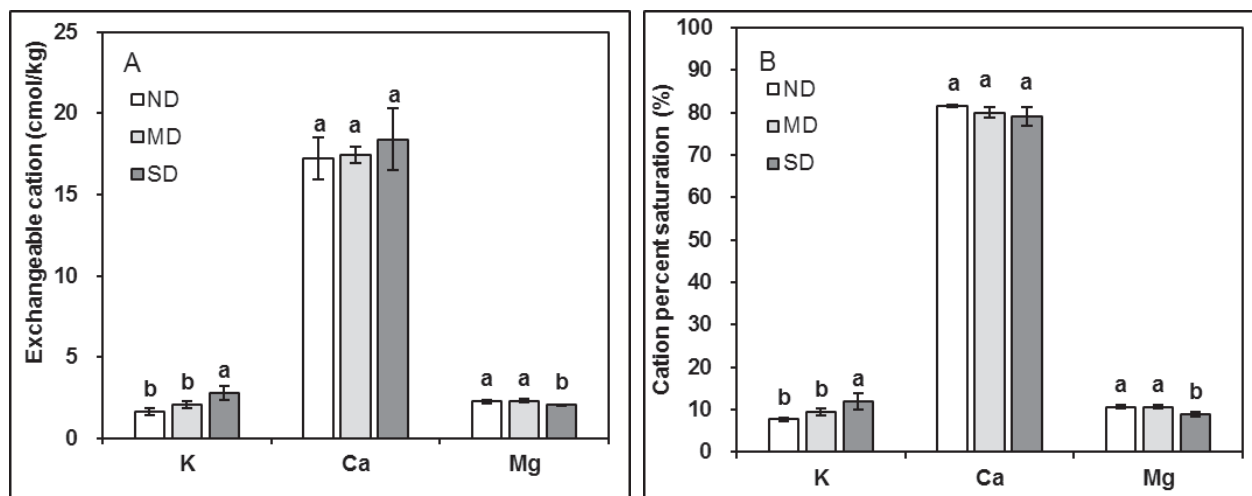 A
ND
MD
SD
Exchangeable cation (cmol/kg)
25
20
15
10
5
0
b b a
a a a
a a b
K Ca Mg
B
ND
MD
SD
Cation percent saturation (%)
100
90
80
70
60
50
40
30
20
10
0
b b a
a a a
a a b
K Ca Mg